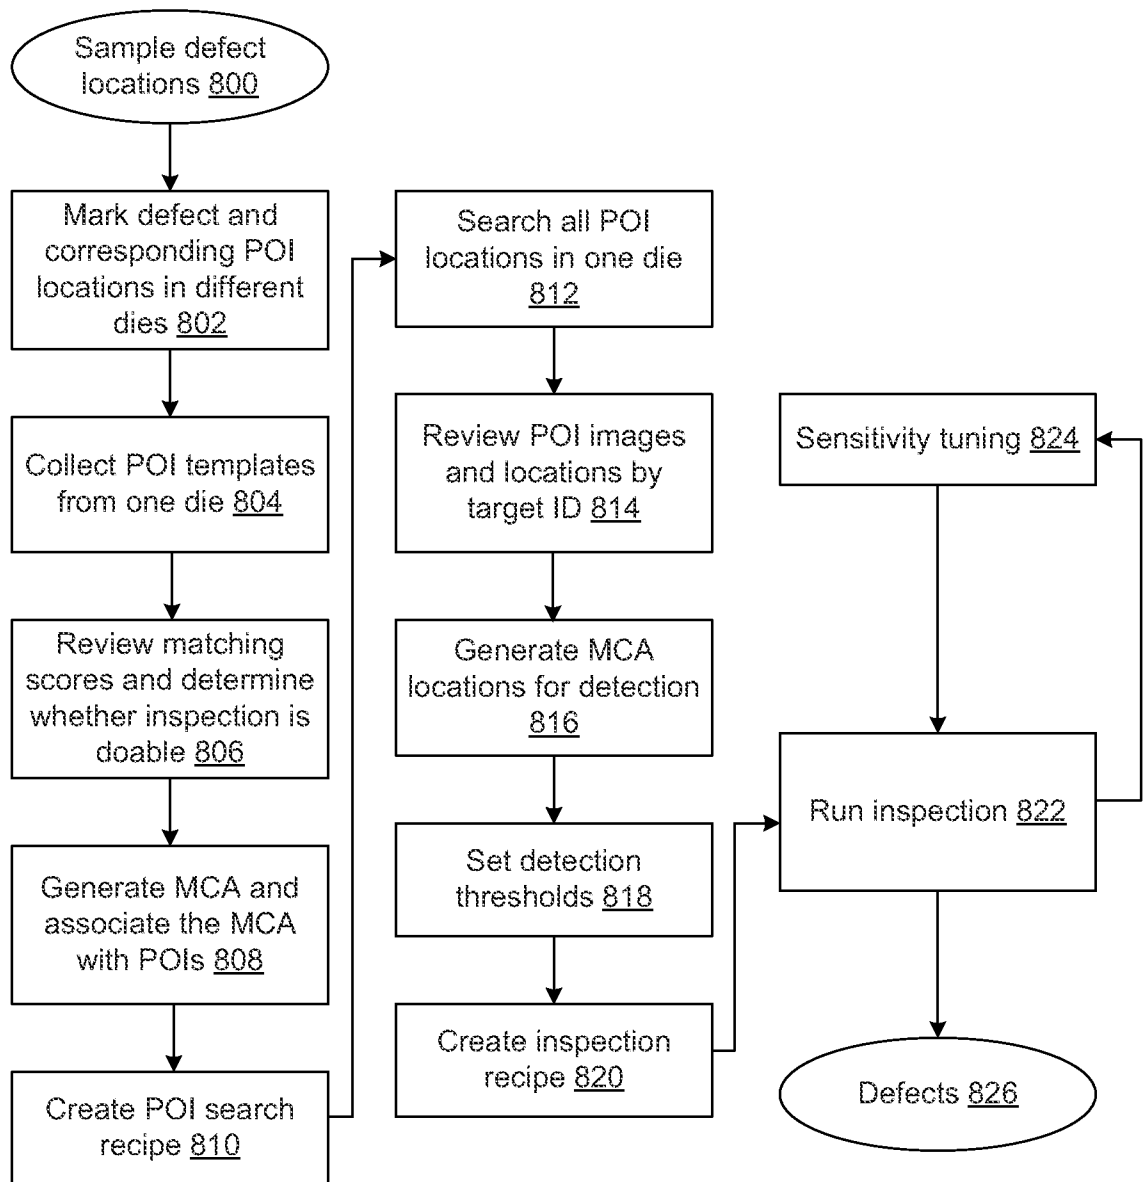 Sample defect
locations 800
Mark defect and
corresponding POI
locations in different
dies 802
Collect POI templates
from one die 804
Review matching
scores and determine
whether inspection is
doable 806
Generate MCA and
associate the MCA
with POIs 808
Create POI search
recipe 810
Search all POI
locations in one die
812
Review POI images
and locations by
target ID 814
Generate MCA
locations for detection
816
Set detection
thresholds 818
Create inspection
recipe 820
Sensitivity tuning 824
Run inspection 822
Defects 826